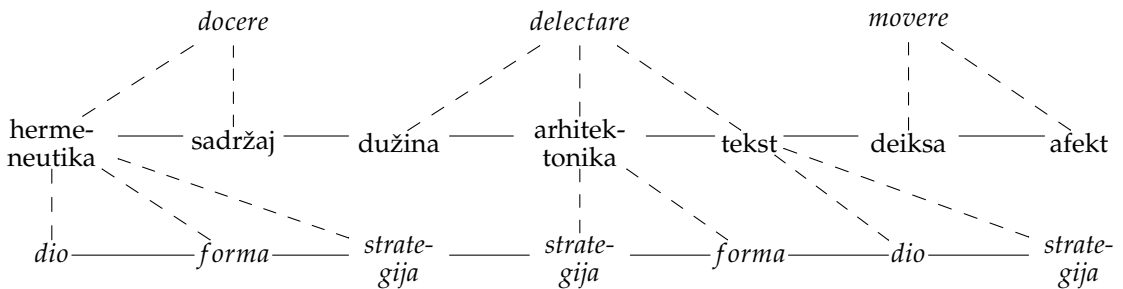 docere delectare movere
herme-
neutika sadržaj dužina arhitek-
tonika tekst deiksa afekt
dio forma strate-
gija strate-
gija forma dio strate-
gija